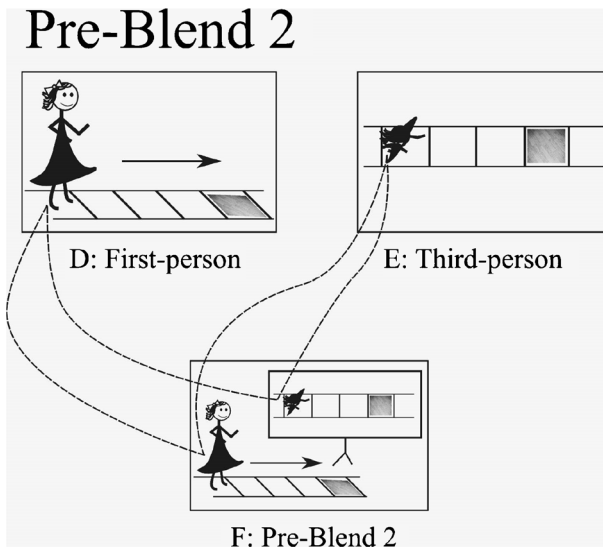 Pre-Blend 2
D: First-person
E: Third-person
F: Pre-Blend 2